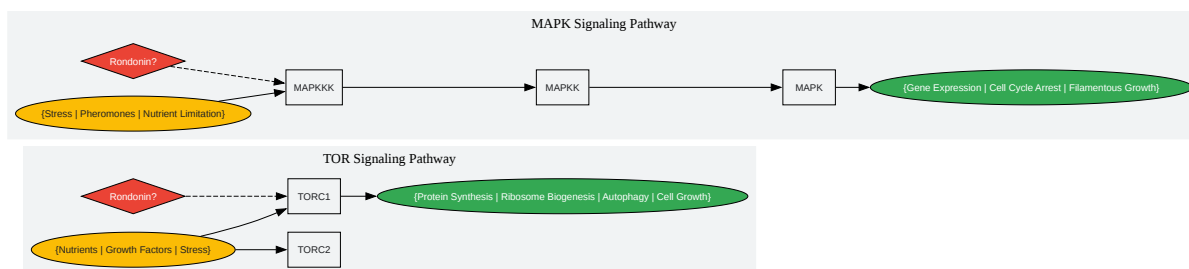 MAPK Signaling Pathway
Rondonin?
MAPKKK
MAPKK
MAPK
{Gene Expression | Cell Cycle Arrest | Filamentous Growth}
{Stress | Pheromones | Nutrient Limitation}
TOR Signaling Pathway
Rondonin?
TORC1
{Protein Synthesis | Ribosome Biogenesis | Autophagy | Cell Growth}
{Nutrients | Growth Factors | Stress}
TORC2